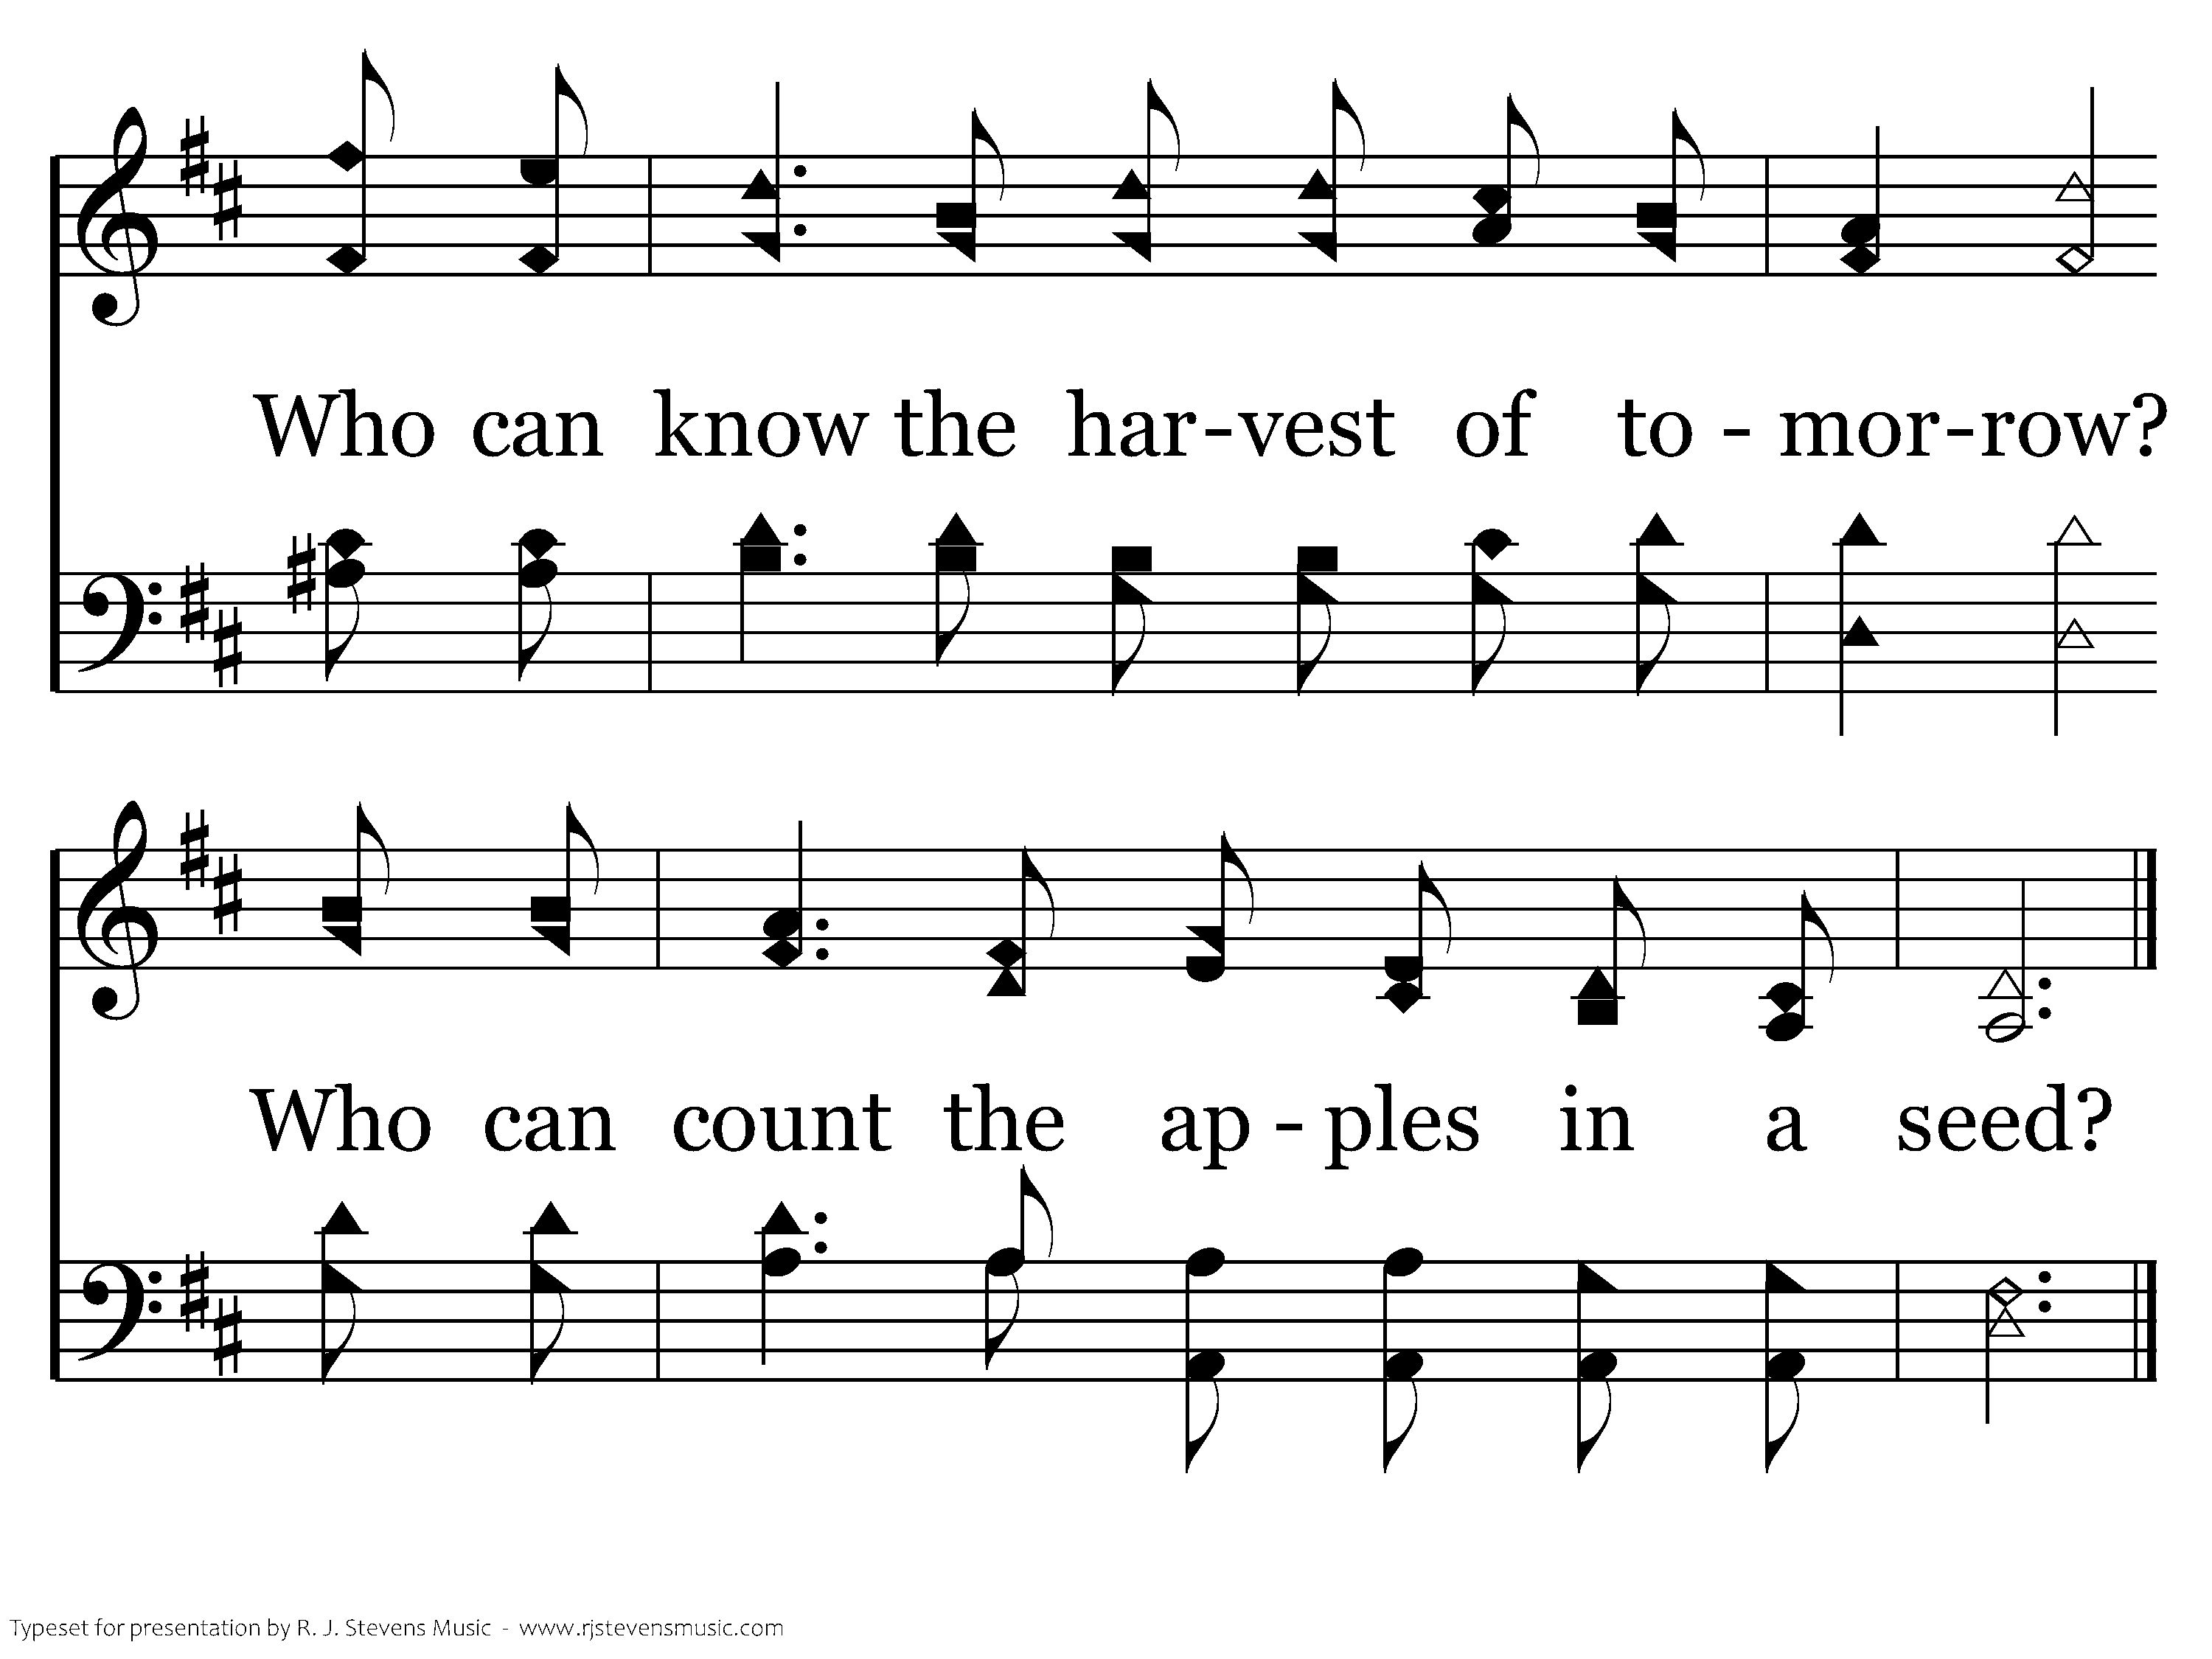 Who can know the har-vest of to - mor-row?
Who can count the ap - ples in a seed?
Typeset for presentation by R. J. Stevens Music - www.rjstevensmusic.com